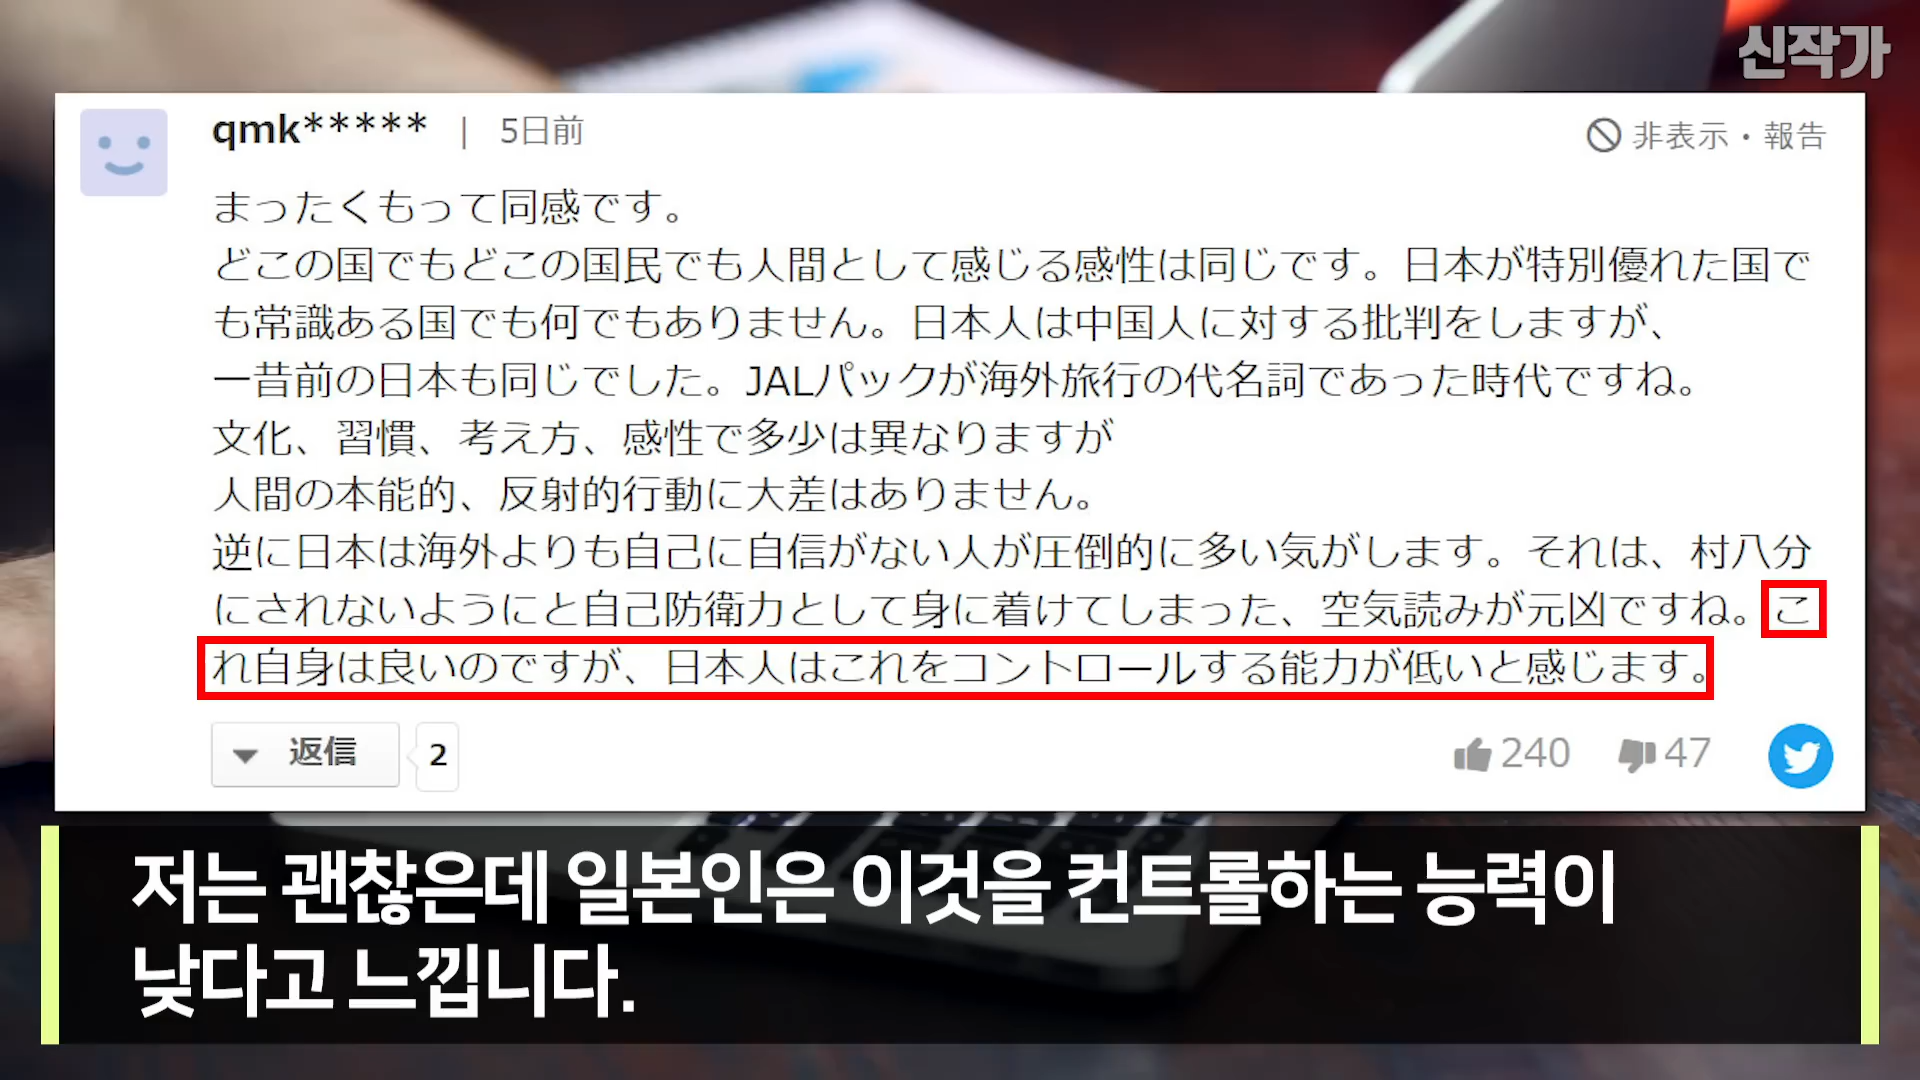 신작가
qmk***** | 5日前
非表示・報告
まったくもって同感です。
どこの国でもどこの国民でも人間として感じる感性は同じです。日本が特別優れた国で
も常識ある国でも何でもありません。日本人は中国人に対する批判をしますが、
一昔前の日本も同じでした。JALパックが海外旅行の代名詞であった時代ですね。
文化、習慣、考え方、感性で多少は異なりますが
人間の本能的、反射的行動に大差はありません。
逆に日本は海外よりも自己に自信がない人が圧倒的に多い気がします。それは、村八分
にされないようにと自己防衛力として身に着けてしまった、空気読みが元凶ですね。こ
れ自身は良いのですが、日本人はこれをコントロールする能力が低いと感じます。
返信 2
240 47
저는 괜찮은데 일본인은 이것을 컨트롤하는 능력이
낮다고 느낍니다.